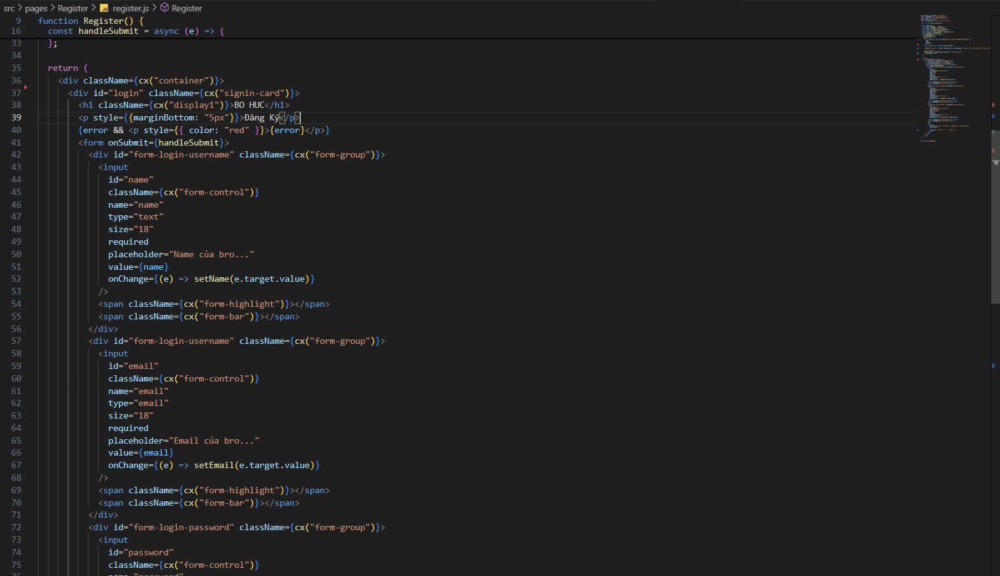 src > pages > Register > JS register.js > Register
9 function Register() {
16 const handleSubmit = async (e) => {
33 };
34
35 return (
36 <div className={cx("container")}>
37 <div id="login" className={cx("signin-card")}>
38 <h1 className={cx("display1")}>BO HUC</h1>
39 <p style={{marginBottom: "5px"}}>Đăng Ký</p>
40 {error && <p style={{ color: "red" }}>{error}</p>}
41 <form onSubmit={handleSubmit}>
42 <div id="form-login-username" className={cx("form-group")}>
43 <input
44 id="name"
45 className={cx("form-control")}
46 name="name"
47 type="text"
48 size="18"
49 required
50 placeholder="Name của bro..."
51 value={name}
52 onChange={(e) => setName(e.target.value)}
53 />
54 <span className={cx("form-highlight")}></span>
55 <span className={cx("form-bar")}></span>
56 </div>
57 <div id="form-login-username" className={cx("form-group")}>
58 <input
59 id="email"
60 className={cx("form-control")}
61 name="email"
62 type="email"
63 size="18"
64 required
65 placeholder="Email của bro..."
66 value={email}
67 onChange={(e) => setEmail(e.target.value)}
68 />
69 <span className={cx("form-highlight")}></span>
70 <span className={cx("form-bar")}></span>
71 </div>
72 <div id="form-login-password" className={cx("form-group")}>
73 <input
74 id="password"
75 className={cx("form-control")}
76 name="password"